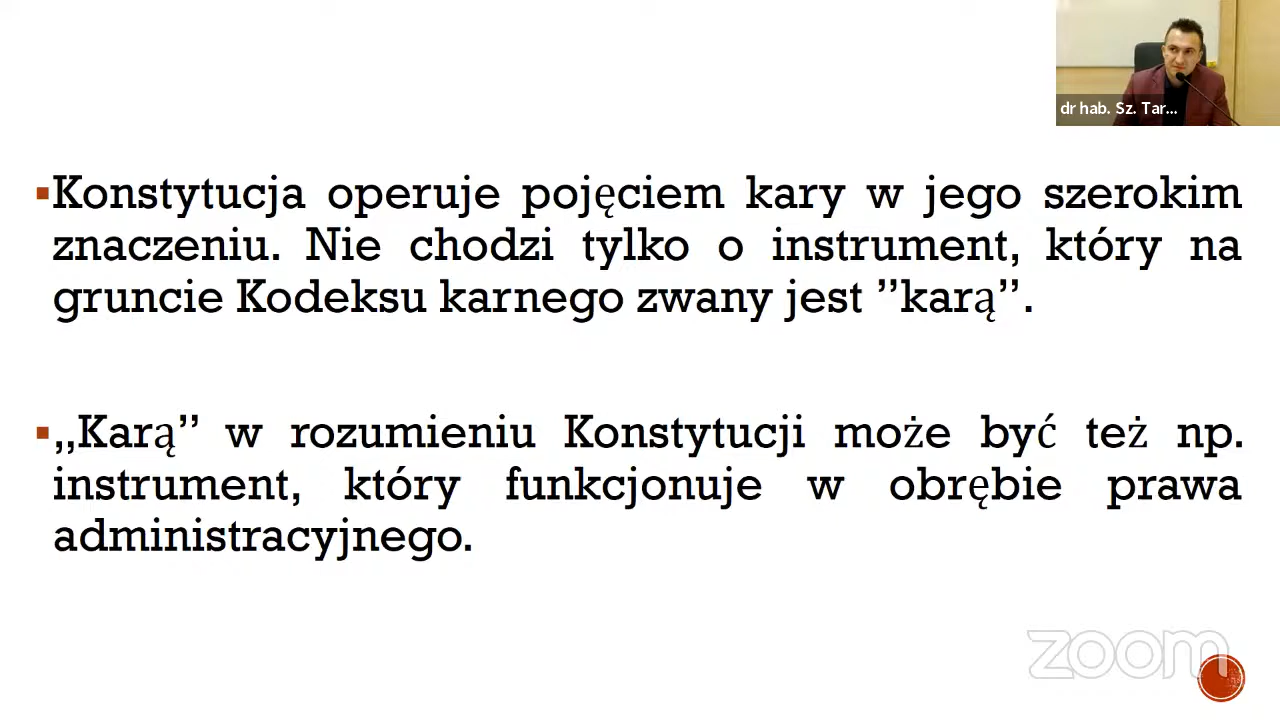 dr hab. Sz. Tar...
▪Konstytucja operuje pojęciem kary w jego szerokim
znaczeniu. Nie chodzi tylko o instrument, który na
gruncie Kodeksu karnego zwany jest ”karą”.
▪„Karą” w rozumieniu Konstytucji może być też np.
instrument, który funkcjonuje w obrębie prawa
administracyjnego.
zoom